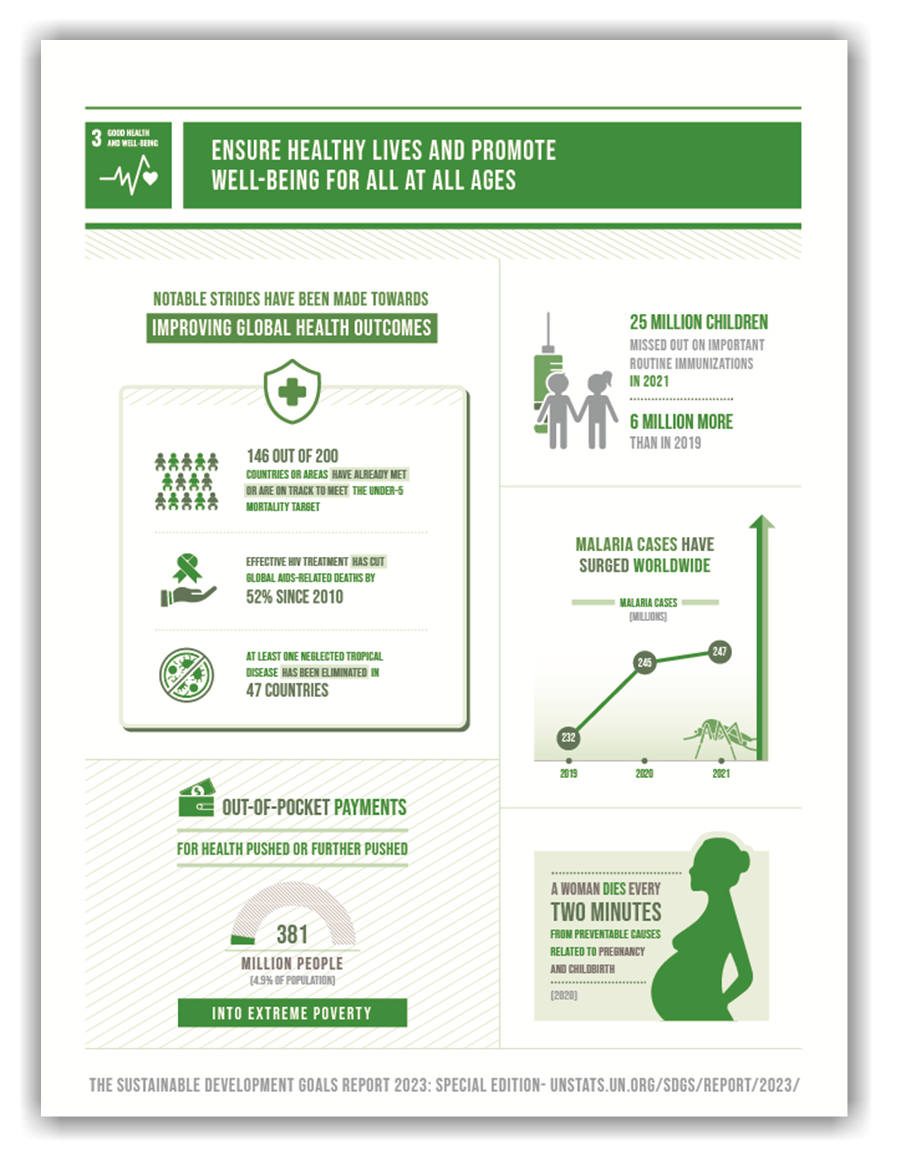 3 GOOD HEALTH
AND WELL-BEING
ENSURE HEALTHY LIVES AND PROMOTE
WELL-BEING FOR ALL AT ALL AGES
NOTABLE STRIDES HAVE BEEN MADE TOWARDS
IMPROVING GLOBAL HEALTH OUTCOMES
146 OUT OF 200
COUNTRIES OR AREAS HAVE ALREADY MET
OR ARE ON TRACK TO MEET THE UNDER-5
MORTALITY TARGET
EFFECTIVE HIV TREATMENT HAS CUT
GLOBAL AIDS-RELATED DEATHS BY
52% SINCE 2010
AT LEAST ONE NEGLECTED TROPICAL
DISEASE HAS BEEN ELIMINATED IN
47 COUNTRIES
OUT-OF-POCKET PAYMENTS
FOR HEALTH PUSHED OR FURTHER PUSHED
381
MILLION PEOPLE
(4.9% OF POPULATION)
INTO EXTREME POVERTY
25 MILLION CHILDREN
MISSED OUT ON IMPORTANT
ROUTINE IMMUNIZATIONS
IN 2021
6 MILLION MORE
THAN IN 2019
MALARIA CASES HAVE
SURGED WORLDWIDE
MALARIA CASES
(MILLIONS)
232
245
247
2019 2020 2021
A WOMAN DIES EVERY
TWO MINUTES
FROM PREVENTABLE CAUSES
RELATED TO PREGNANCY
AND CHILDBIRTH
(2020)
THE SUSTAINABLE DEVELOPMENT GOALS REPORT 2023: SPECIAL EDITION- UNSTATS.UN.ORG/SDGS/REPORT/2023/